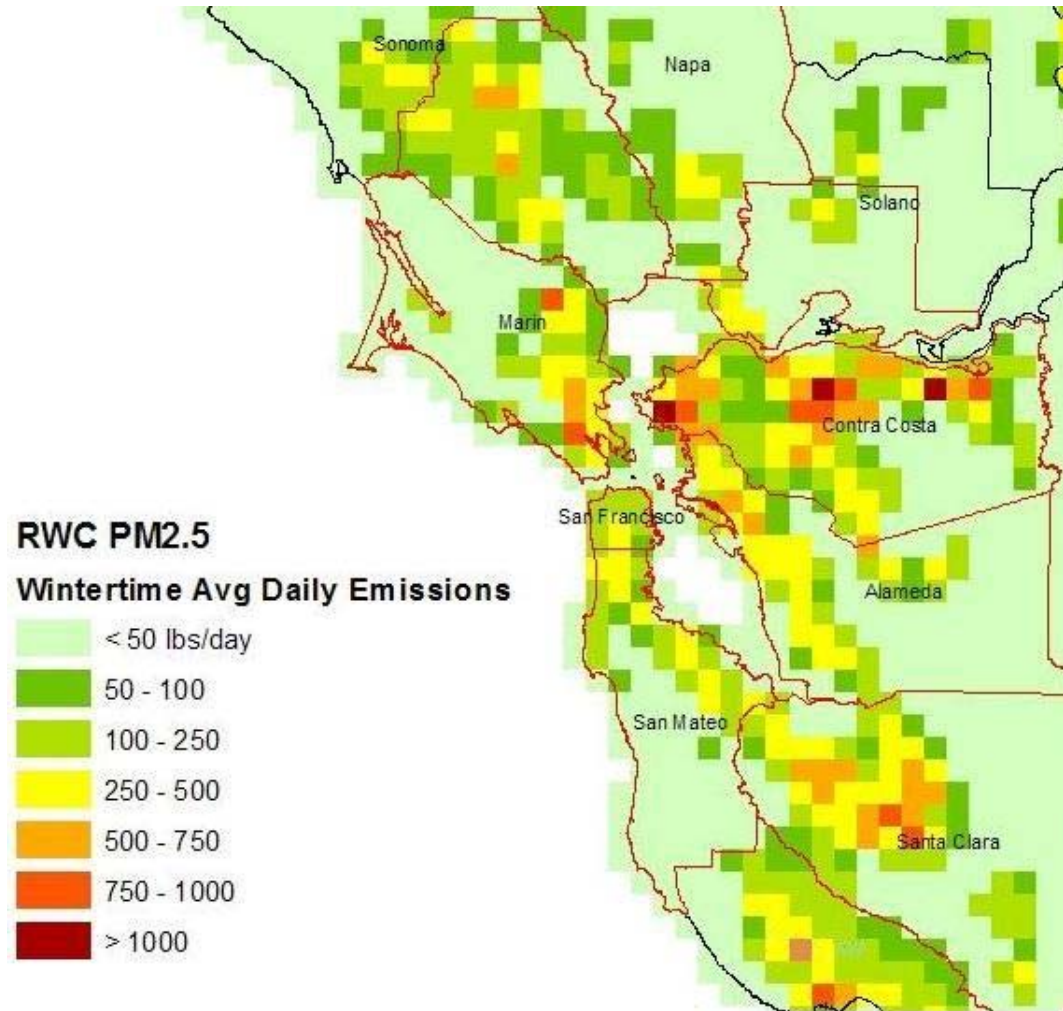 Sonoma
Napa
Solano
Marin
Contra Costa
San Francisco
Alameda
San Mateo
Santa Clara
RWC PM2.5
Wintertime Avg Daily Emissions
< 50 lbs/day
50 - 100
100 - 250
250 - 500
500 - 750
750 - 1000
> 1000